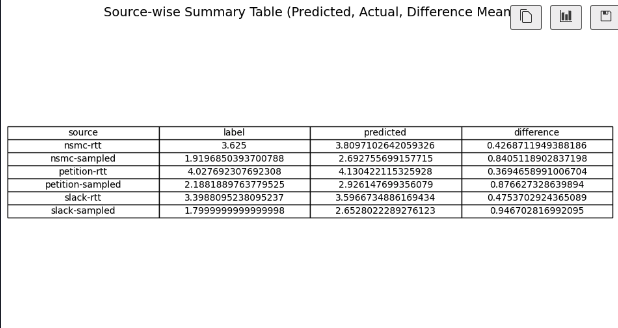 Source-wise Summary Table (Predicted, Actual, Difference Mean
source label predicted difference
nsmc-rtt 3.625 3.8097102642059326 0.4268711949388186
nsmc-sampled 1.9196850393700788 2.692755699157715 0.8405118902837198
petition-rtt 4.027692307692308 4.130422115325928 0.3694658991006704
petition-sampled 2.1881889763779525 2.926147699356079 0.876627328639894
slack-rtt 3.3988095238095237 3.5966734886169434 0.4753702924365089
slack-sampled 1.7999999999999998 2.6528022289276123 0.946702816992095